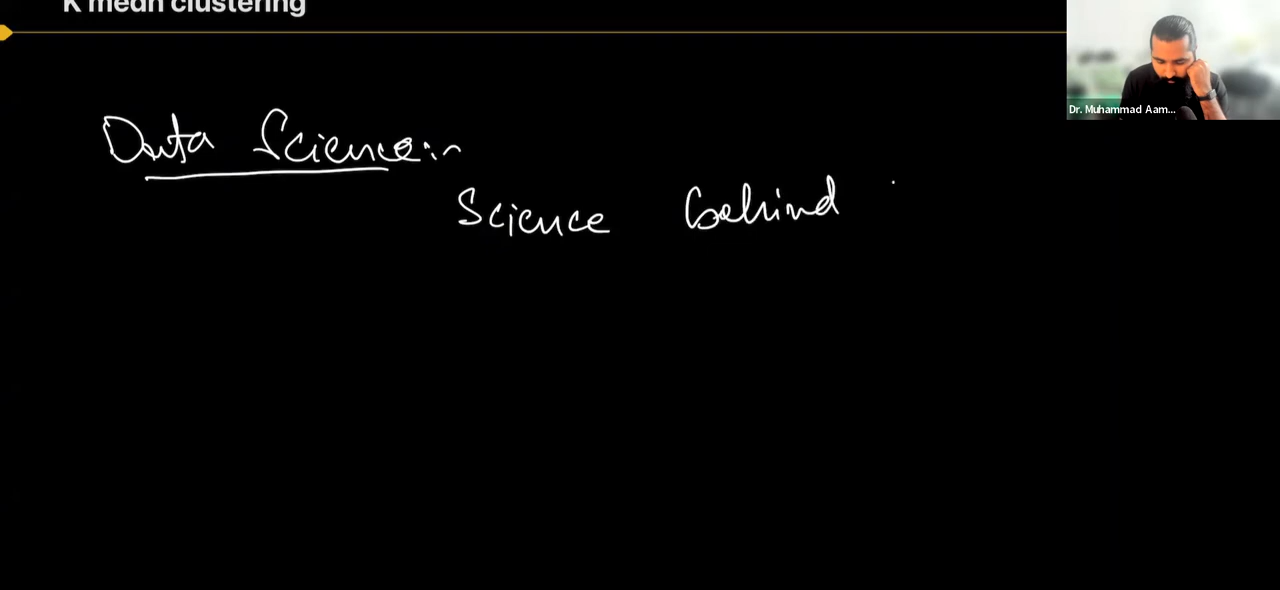 K mean clustering
Dr. Muhammad Aam...
Data Science:-
Science behind